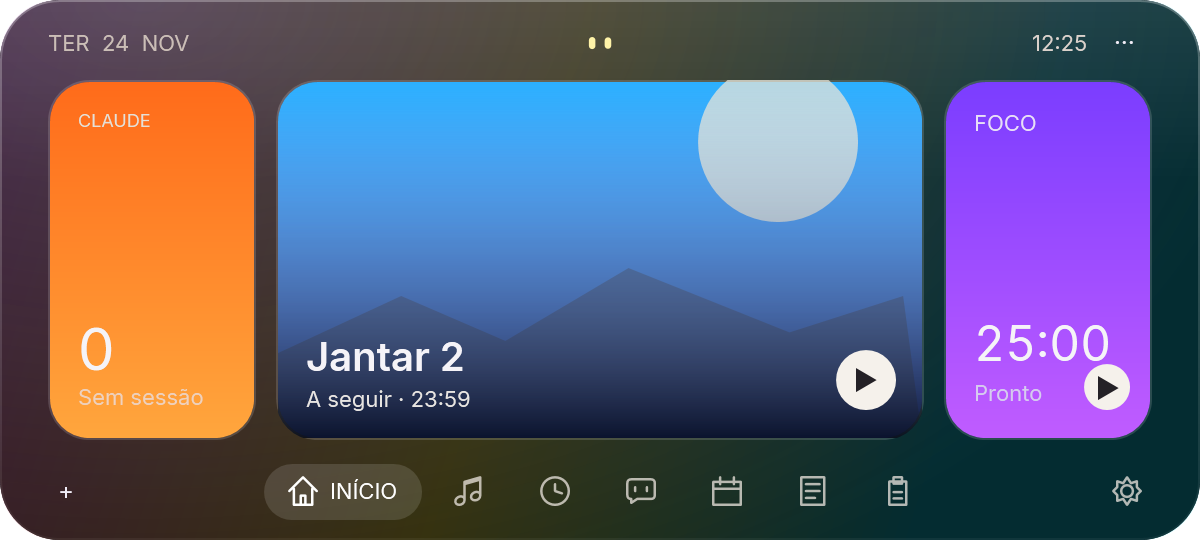 TER 24 NOV
12:25
CLAUDE
0
Sem sessão
Jantar 2
A seguir · 23:59
FOCO
25:00
Pronto
+
INÍCIO